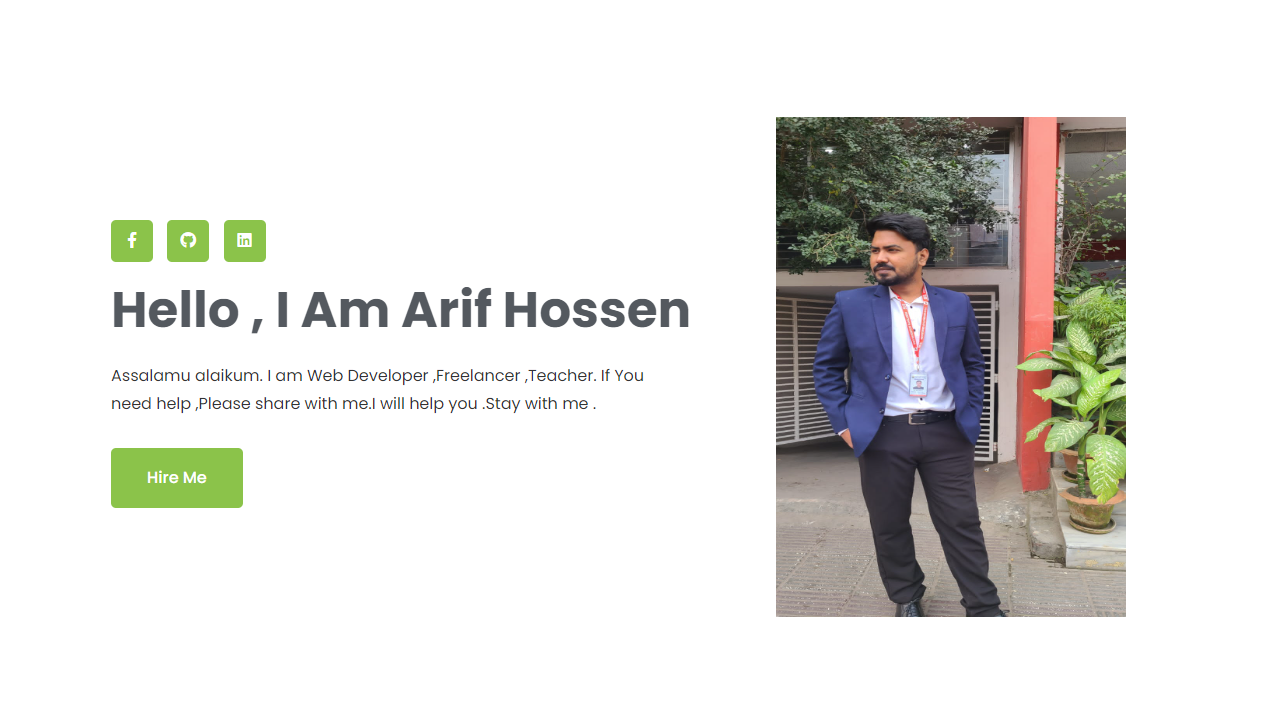 Hello , I Am Arif Hossen
Assalamu alaikum. I am Web Developer ,Freelancer ,Teacher. If You
need help ,Please share with me.I will help you .Stay with me .
Hire Me